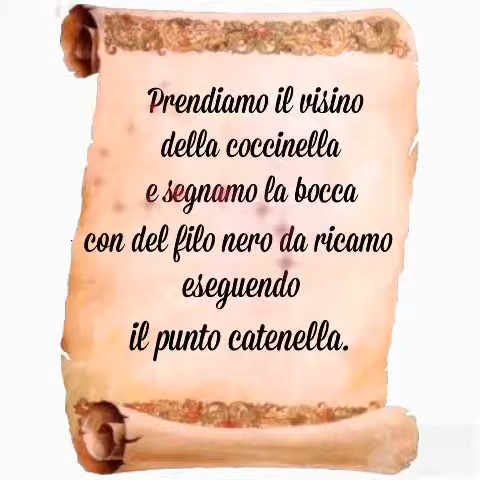 Prendiamo il visino
della coccinella
e segnamo la bocca
con del filo nero da ricamo
eseguendo
il punto catenella.